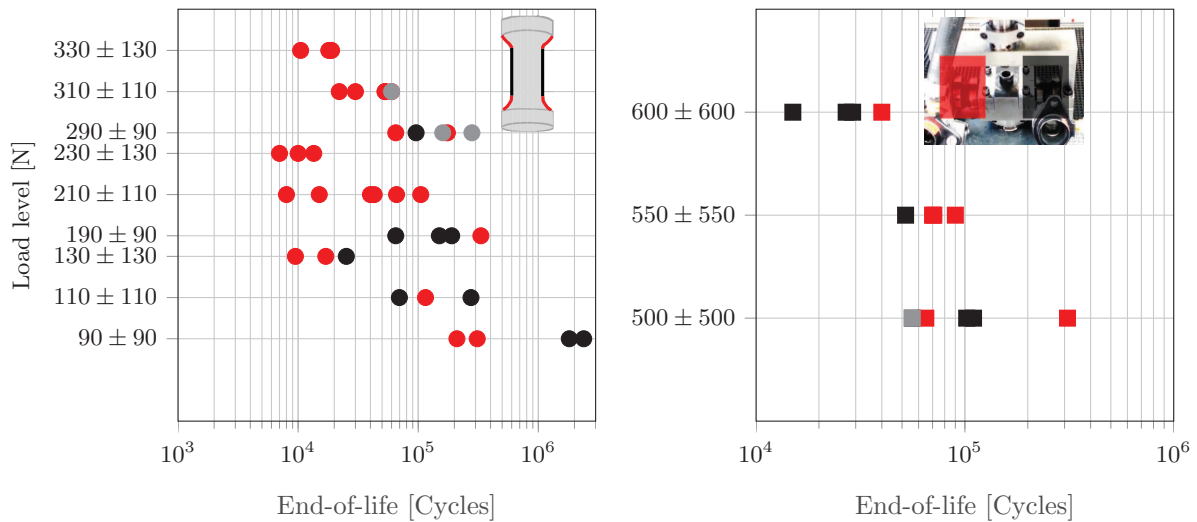 330 ± 130
310 ± 110
290 ± 90
230 ± 130
210 ± 110
190 ± 90
130 ± 130
110 ± 110
90 ± 90
Load level [N]
10^3
10^4
10^5
10^6
End-of-life [Cycles]
600 ± 600
550 ± 550
500 ± 500
10^4
10^5
10^6
End-of-life [Cycles]